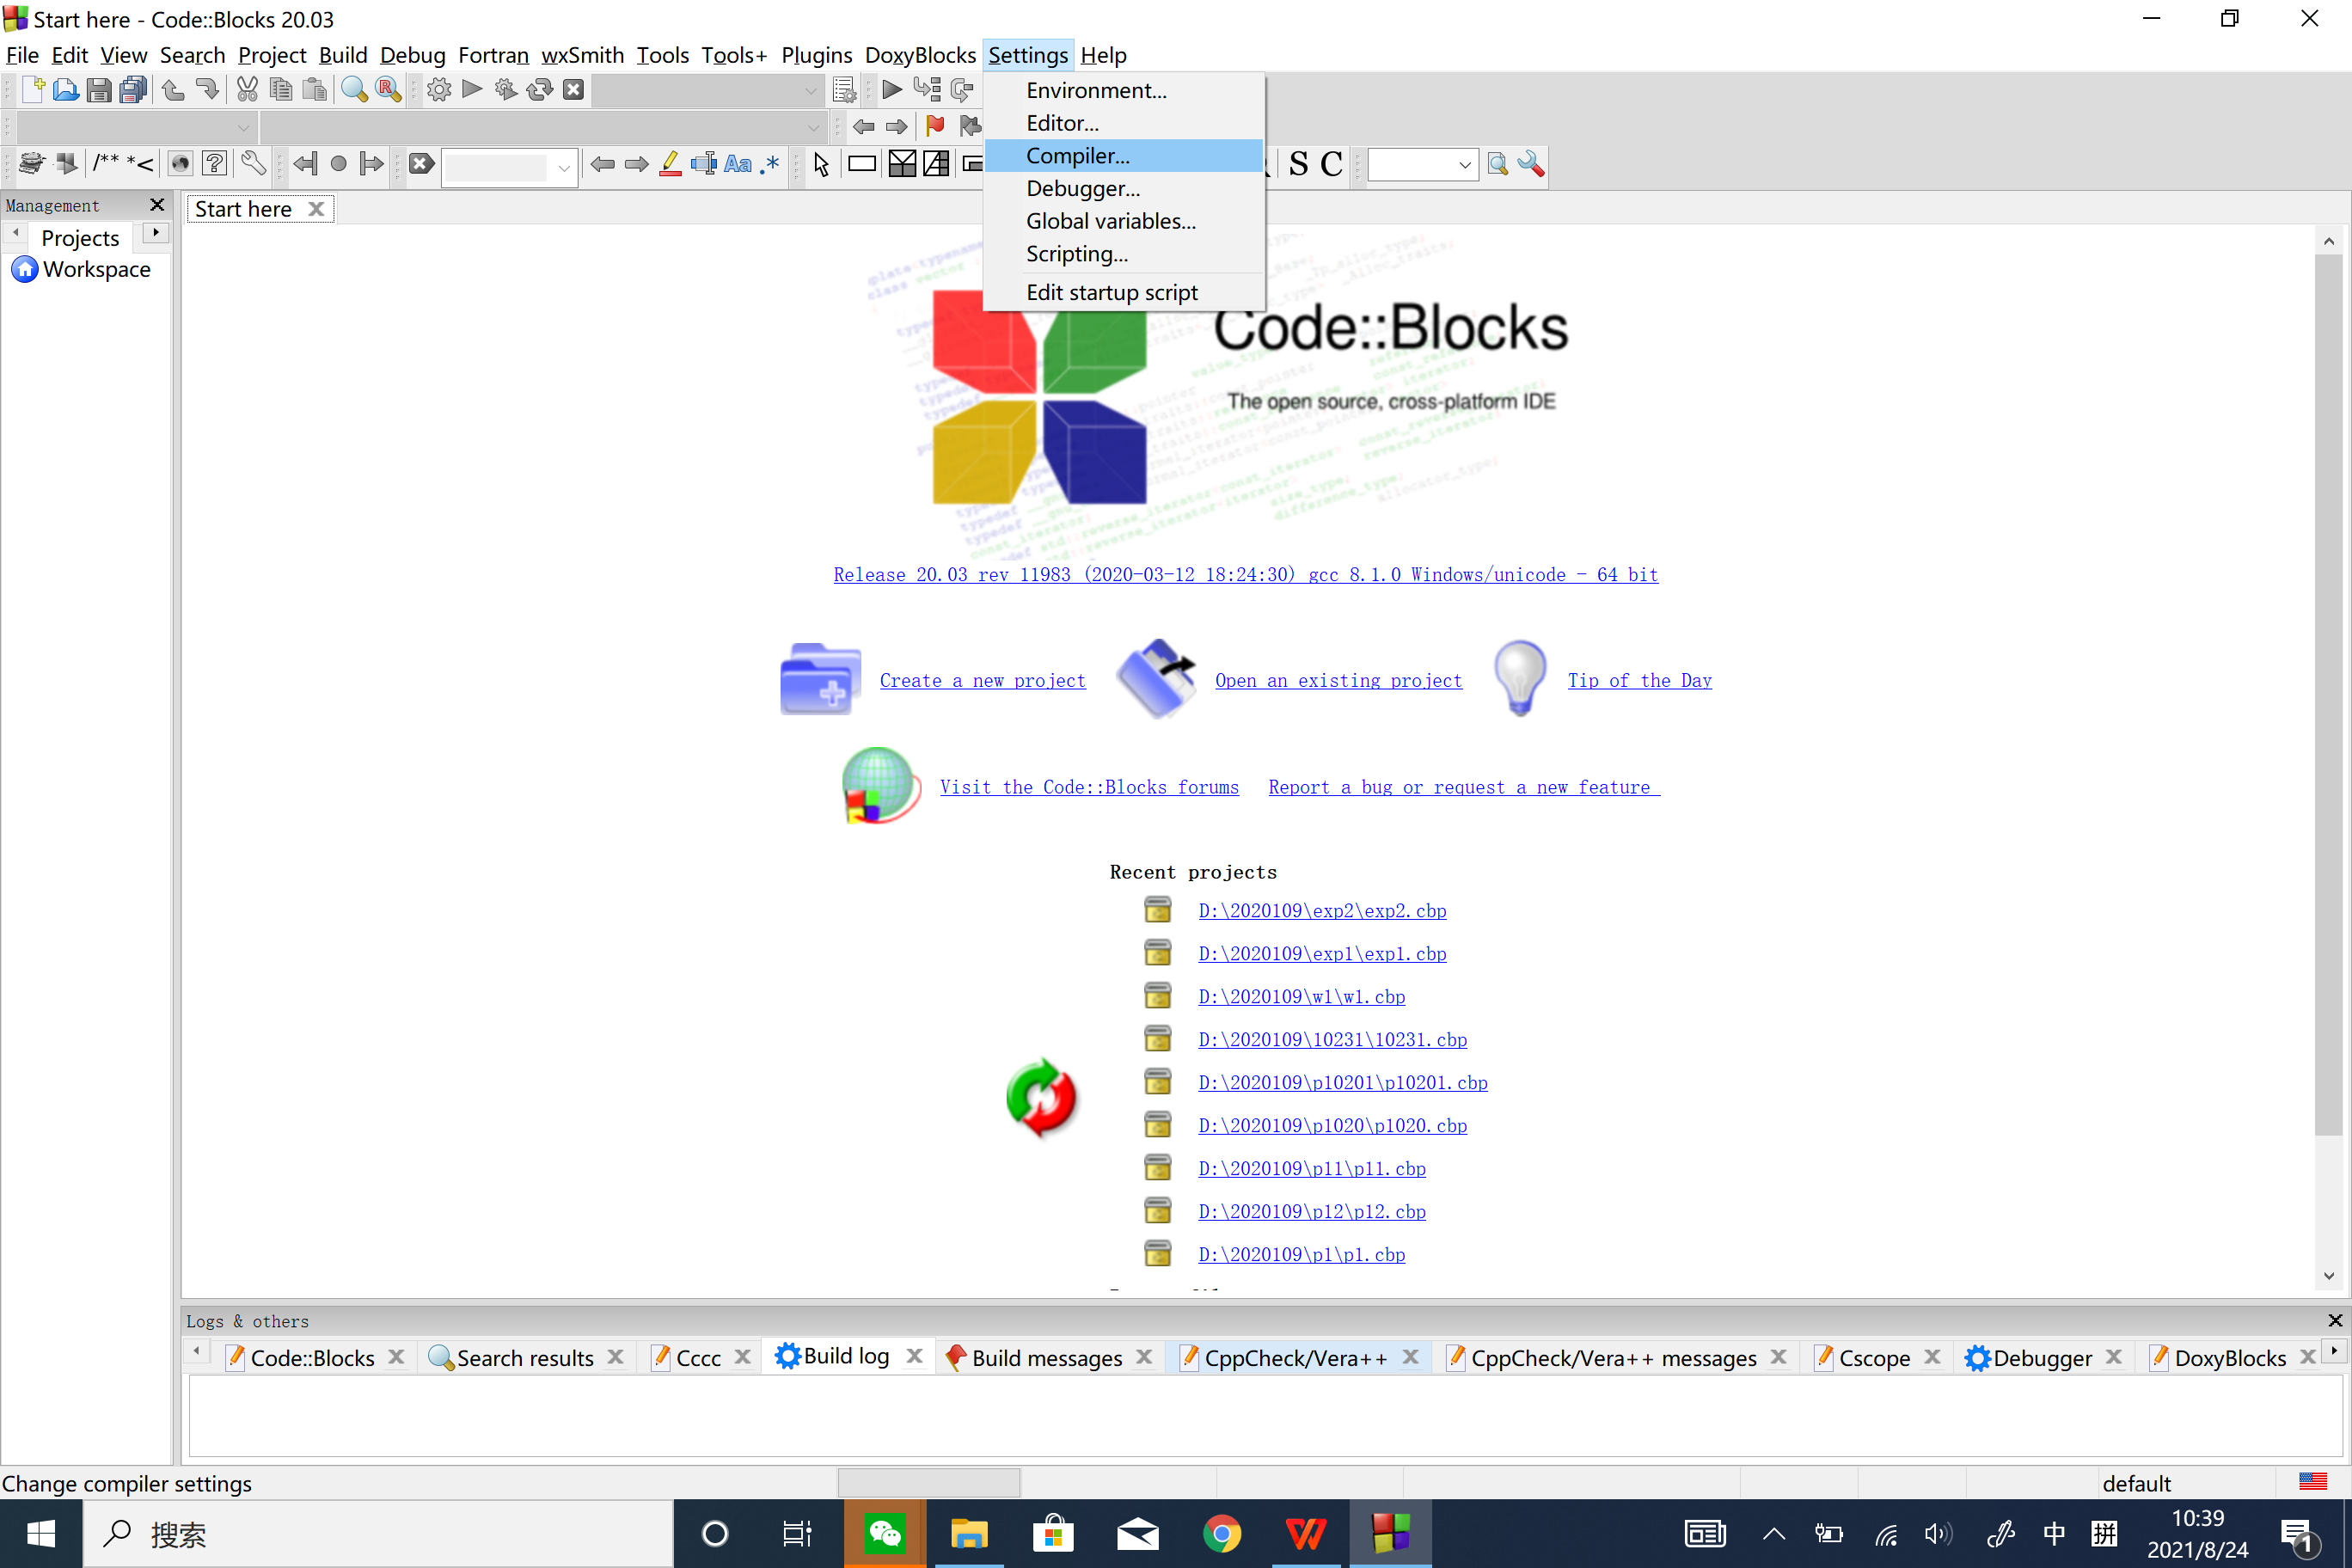 Start here - Code::Blocks 20.03
File Edit View Search Project Build Debug Fortran wxSmith Tools Tools+ Plugins DoxyBlocks Settings Help
Environment...
Editor...
Compiler...
Debugger...
Global variables...
Scripting...
Edit startup script
/** *<
Aa .*
S C
Management
Start here
Projects
Workspace
Code::Blocks
The open source, cross-platform IDE
Release 20.03 rev 11983 (2020-03-12 18:24:30) gcc 8.1.0 Windows/unicode - 64 bit
Create a new project
Open an existing project
Tip of the Day
Visit the Code::Blocks forums
Report a bug or request a new feature
Recent projects
D:\2020109\exp2\exp2.cbp
D:\2020109\exp1\exp1.cbp
D:\2020109\w1\w1.cbp
D:\2020109\10231\10231.cbp
D:\2020109\p10201\p10201.cbp
D:\2020109\p1020\p1020.cbp
D:\2020109\p11\p11.cbp
D:\2020109\p12\p12.cbp
D:\2020109\p1\p1.cbp
Logs & others
Code::Blocks
Search results
Cccc
Build log
Build messages
CppCheck/Vera++
CppCheck/Vera++ messages
Cscope
Debugger
DoxyBlocks
Change compiler settings
default
搜索
中
拼
10:39
2021/8/24
1